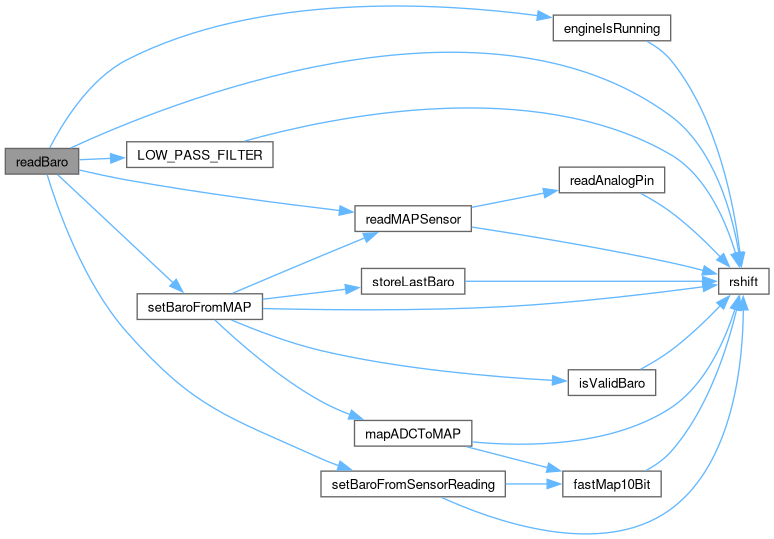 engineIsRunning
readBaro
LOW_PASS_FILTER
readAnalogPin
readMAPSensor
storeLastBaro
rshift
setBaroFromMAP
isValidBaro
mapADCToMAP
setBaroFromSensorReading
fastMap10Bit